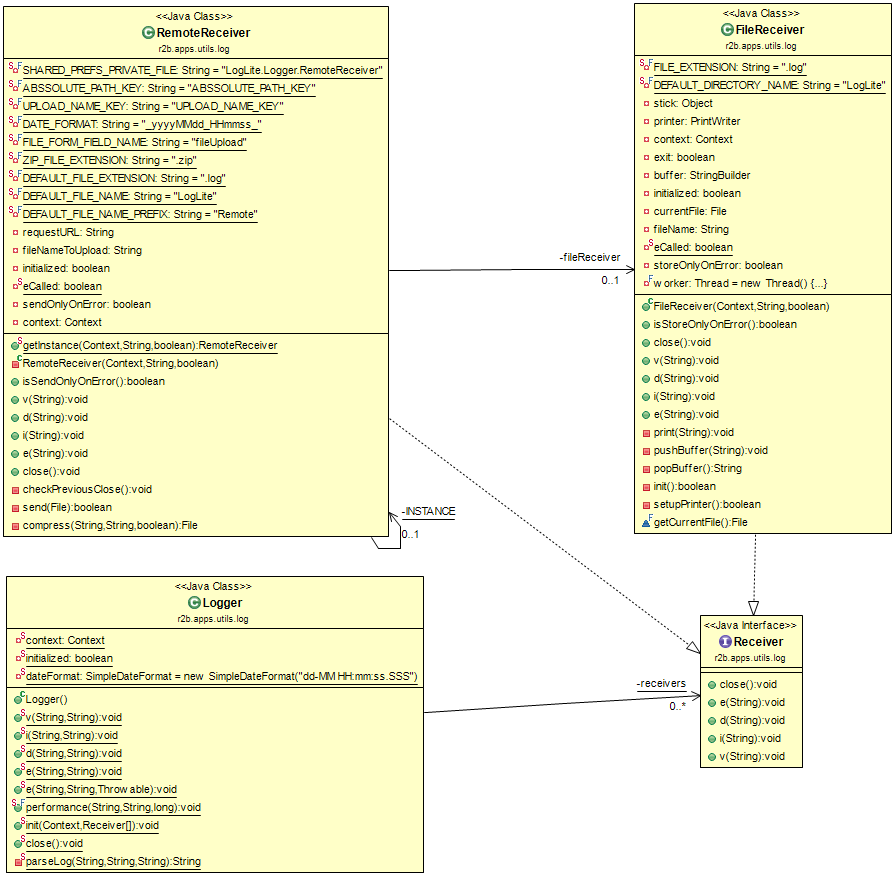 <<Java Class>>
RemoteReceiver
r2b.apps.utils.log
SHARED_PREFS_PRIVATE_FILE: String = "LogLite.Logger.RemoteReceiver"
ABSSOLUTE_PATH_KEY: String = "ABSSOLUTE_PATH_KEY"
UPLOAD_NAME_KEY: String = "UPLOAD_NAME_KEY"
DATE_FORMAT: String = "_yyyyMMdd_HHmmss_"
FILE_FORM_FIELD_NAME: String = "fileUpload"
ZIP_FILE_EXTENSION: String = ".zip"
DEFAULT_FILE_EXTENSION: String = ".log"
DEFAULT_FILE_NAME: String = "LogLite"
DEFAULT_FILE_NAME_PREFIX: String = "Remote"
requestURL: String
fileNameToUpload: String
initialized: boolean
eCalled: boolean
sendOnlyOnError: boolean
context: Context
getInstance(Context,String,boolean):RemoteReceiver
RemoteReceiver(Context,String,boolean)
isSendOnlyOnError():boolean
v(String):void
d(String):void
i(String):void
e(String):void
close():void
checkPreviousClose():void
send(File):boolean
compress(String,String,boolean):File
-fileReceiver
0..1
-INSTANCE
0..1
<<Java Class>>
FileReceiver
r2b.apps.utils.log
FILE_EXTENSION: String = ".log"
DEFAULT_DIRECTORY_NAME: String = "LogLite"
stick: Object
printer: PrintWriter
context: Context
exit: boolean
buffer: StringBuilder
initialized: boolean
currentFile: File
fileName: String
eCalled: boolean
storeOnlyOnError: boolean
worker: Thread = new Thread() {...}
FileReceiver(Context,String,boolean)
isStoreOnlyOnError():boolean
close():void
v(String):void
d(String):void
i(String):void
e(String):void
print(String):void
pushBuffer(String):void
popBuffer():String
init():boolean
setupPrinter():boolean
getCurrentFile():File
<<Java Class>>
Logger
r2b.apps.utils.log
context: Context
initialized: boolean
dateFormat: SimpleDateFormat = new SimpleDateFormat("dd-MM HH:mm:ss.SSS")
Logger()
v(String,String):void
i(String,String):void
d(String,String):void
e(String,String):void
e(String,String,Throwable):void
performance(String,String,long):void
init(Context,Receiver[]):void
close():void
parseLog(String,String,String):String
-receivers
0..*
<<Java Interface>>
Receiver
r2b.apps.utils.log
close():void
e(String):void
d(String):void
i(String):void
v(String):void